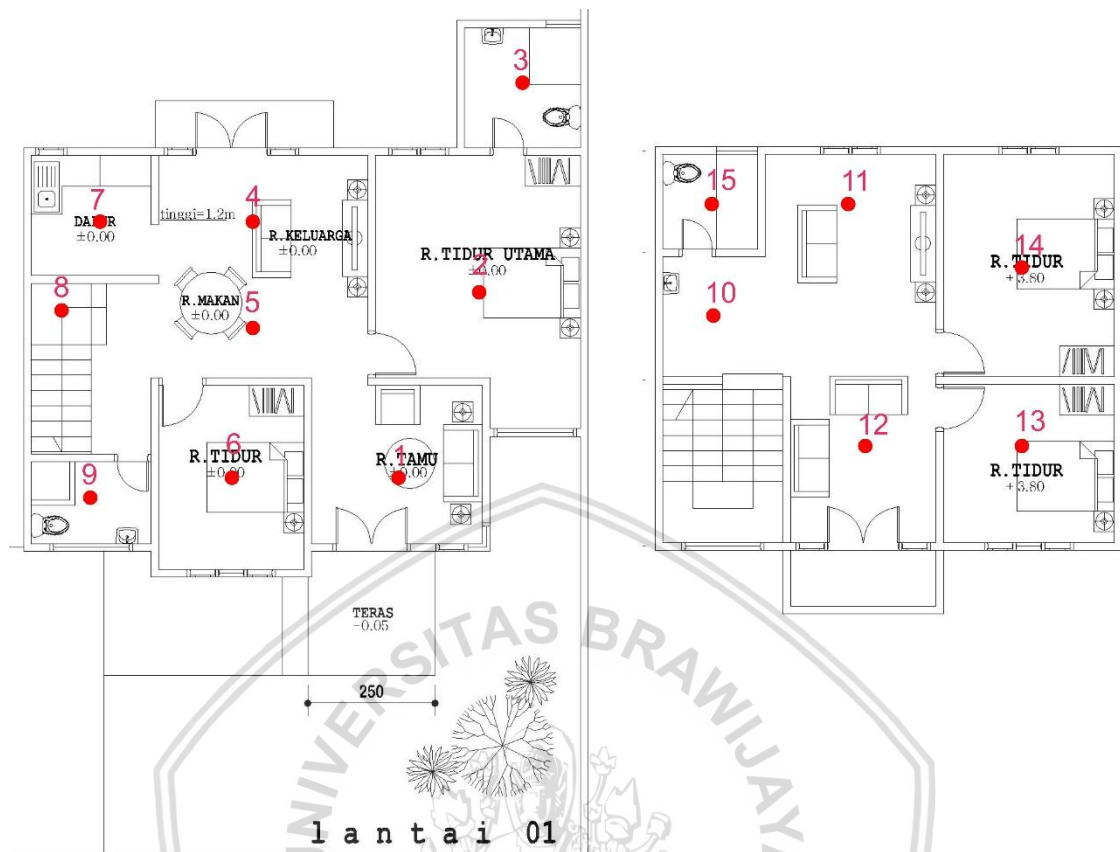 3
7
DAPUR
±0.00
tinggi=1.2m
4
R.KELUARGA
±0.00
R.TIDUR UTAMA
±0.00
2
8
R.MAKAN
±0.00
5
6
R.TIDUR
±0.00
R.TAMU
1
±0.00
9
TERAS
-0.05
250
lantai 01
15
11
14
R.TIDUR
+3.80
10
12
13
R.TIDUR
+3.80
UNIVERSITAS BRAWIJAY